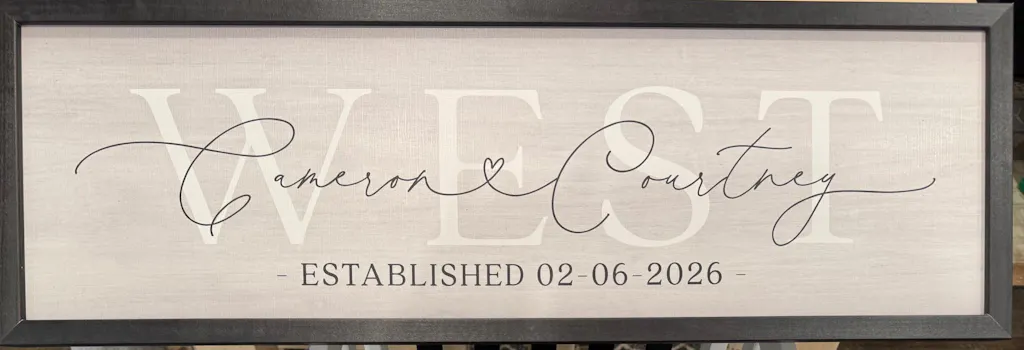 WEST
Cameron Courtney
- ESTABLISHED 02-06-2026 -